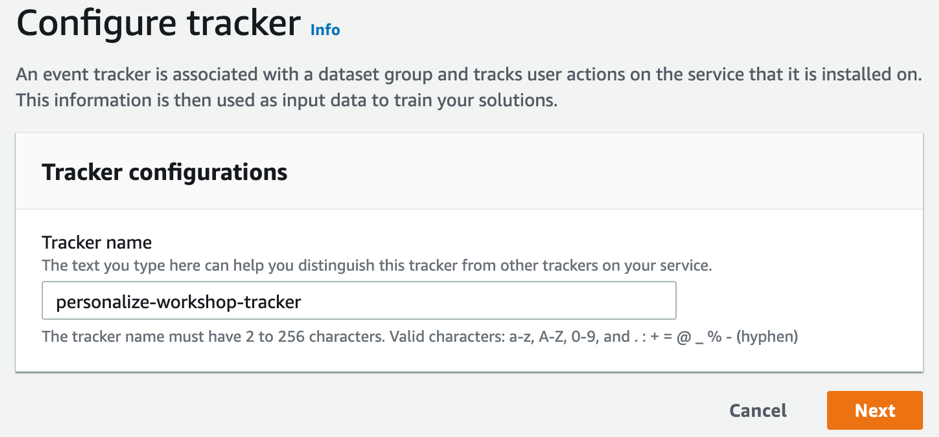 Configure tracker Info
An event tracker is associated with a dataset group and tracks user actions on the service that it is installed on.
This information is then used as input data to train your solutions.
Tracker configurations
Tracker name
The text you type here can help you distinguish this tracker from other trackers on your service.
personalize-workshop-tracker
The tracker name must have 2 to 256 characters. Valid characters: a-z, A-Z, 0-9, and . : + = @ _ % - (hyphen)
Cancel Next